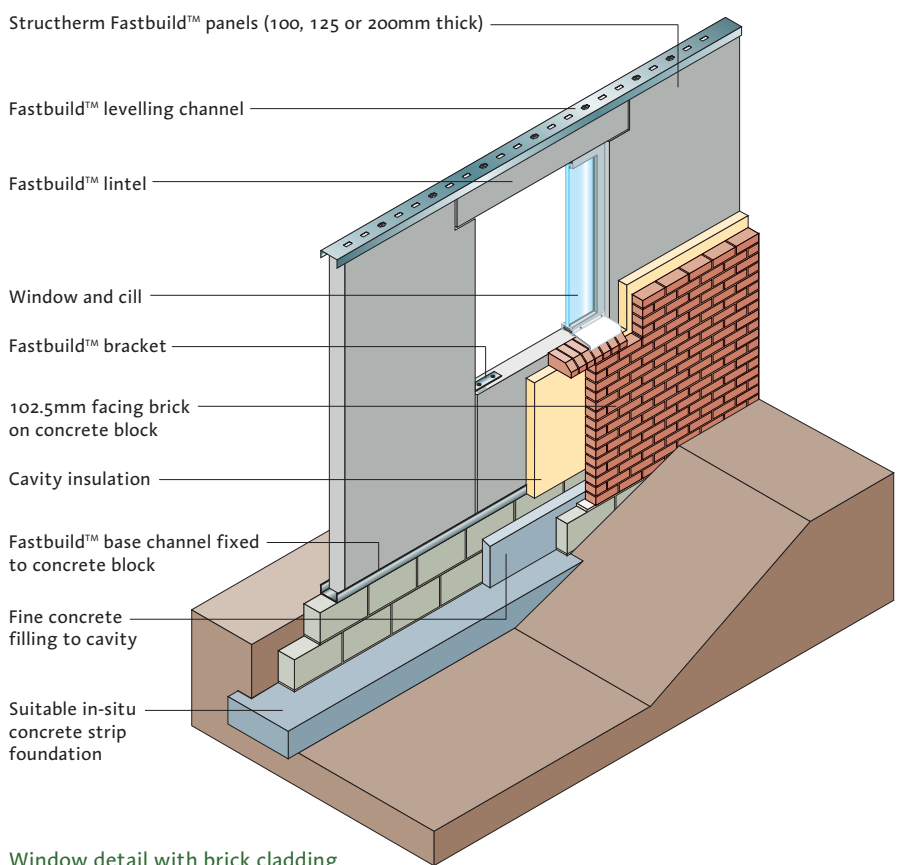 Structherm Fastbuild™ panels (100, 125 or 200mm thick)
Fastbuild™ levelling channel
Fastbuild™ lintel
Window and cill
Fastbuild™ bracket
102.5mm facing brick
on concrete block
Cavity insulation
Fastbuild™ base channel fixed
to concrete block
Fine concrete
filling to cavity
Suitable in-situ
concrete strip
foundation
Window detail with brick cladding